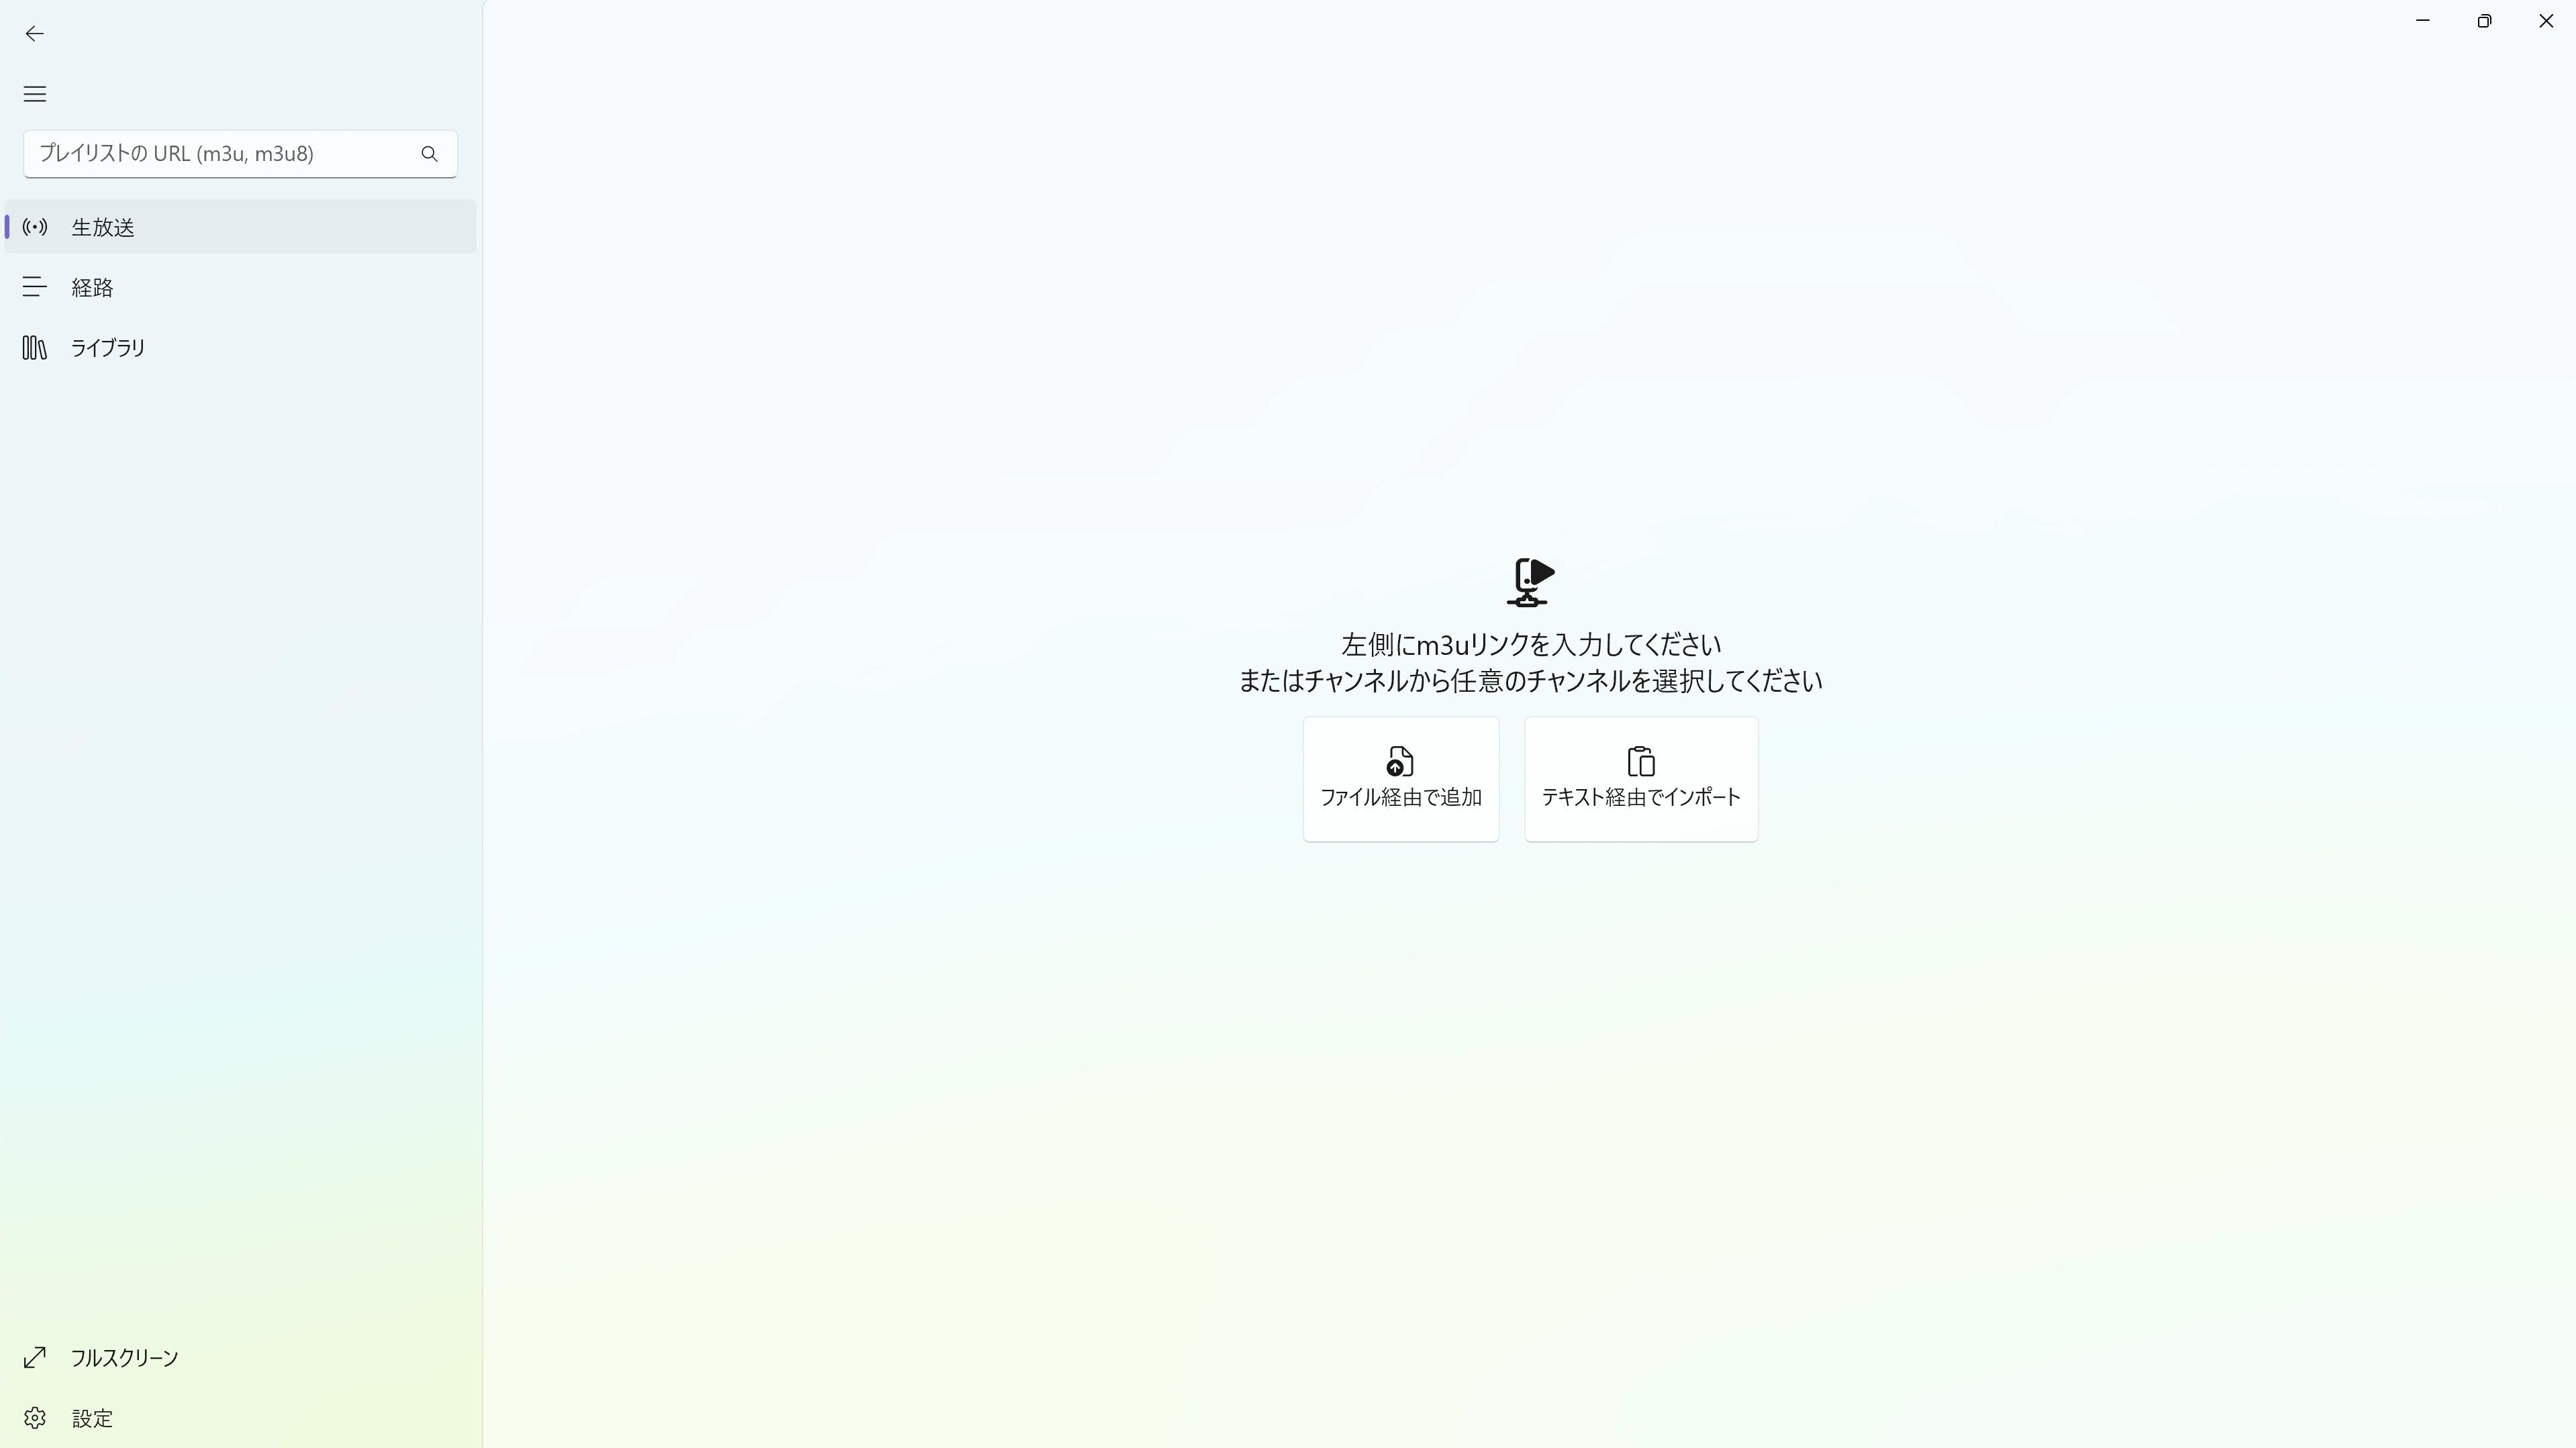 プレイリストの URL (m3u, m3u8)
生放送
経路
ライブラリ
左側にm3uリンクを入力してください
またはチャンネルから任意のチャンネルを選択してください
ファイル経由で追加
テキスト経由でインポート
フルスクリーン
設定